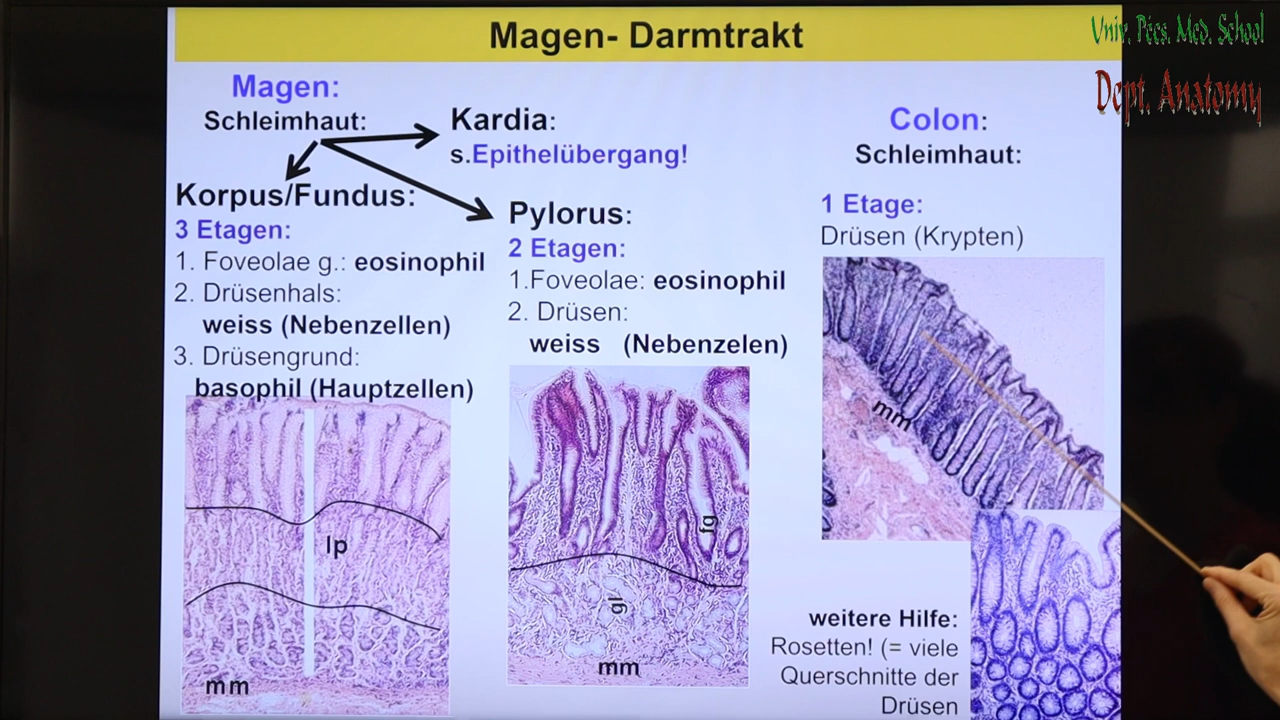 Magen- Darmtrakt
Univ. Pécs. Med. School
Dept. Anatomy
Magen:
Schleimhaut:
Kardia:
s.Epithelübergang!
Korpus/Fundus:
3 Etagen:
1. Foveolae g.: eosinophil
2. Drüsenhals:
weiss (Nebenzellen)
3. Drüsengrund:
basophil (Hauptzellen)
lp
mm
Pylorus:
2 Etagen:
1.Foveolae: eosinophil
2. Drüsen:
weiss (Nebenzelen)
fg
gl
mm
Colon:
Schleimhaut:
1 Etage:
Drüsen (Krypten)
mm
weitere Hilfe:
Rosetten! (= viele
Querschnitte der
Drüsen